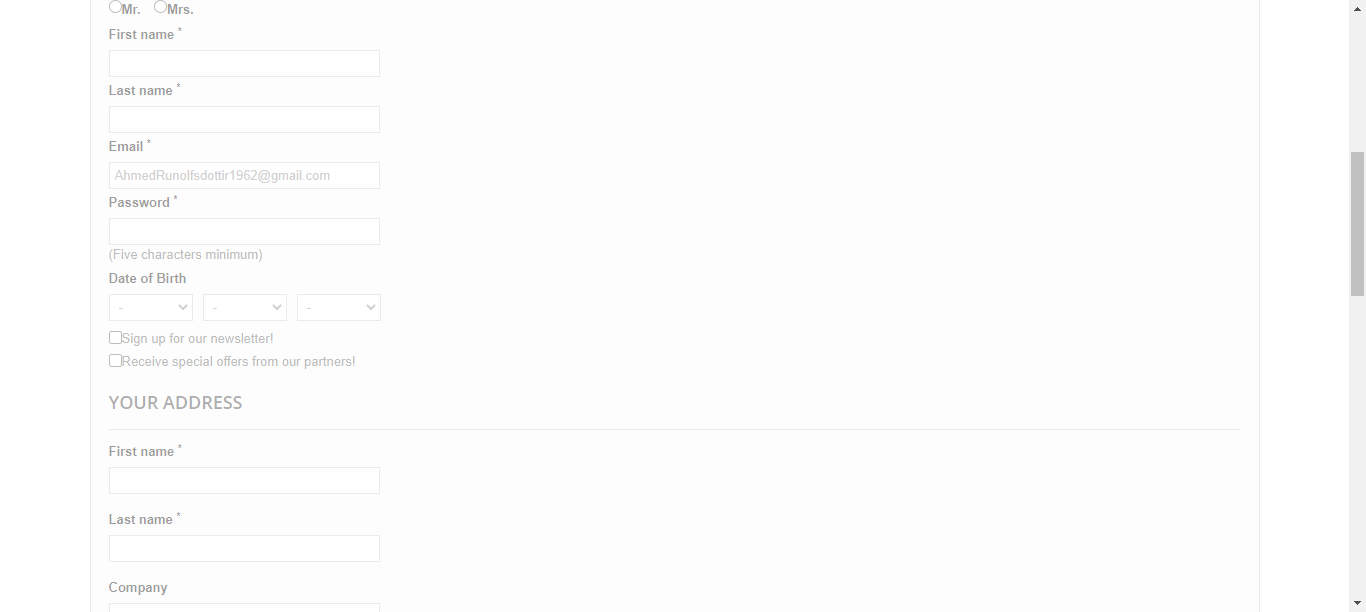 Mr. Mrs.
First name *
Last name *
Email *
AhmedRunolfsdottir1962@gmail.com
Password *
(Five characters minimum)
Date of Birth
- - -
Sign up for our newsletter!
Receive special offers from our partners!
YOUR ADDRESS
First name *
Last name *
Company